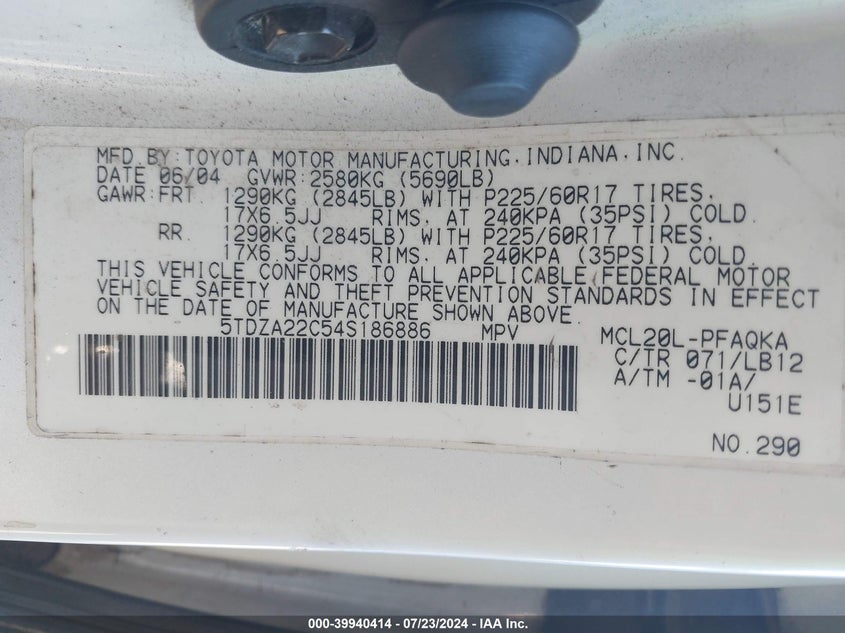 MFD.BY:TOYOTA MOTOR MANUFACTURING,INDIANA,INC.
DATE 06/04 GVWR:2580KG (5690LB)
GAWR:FRT 1290KG (2845LB) WITH P225/60R17 TIRES,
17X6.5JJ RIMS, AT 240KPA (35PSI) COLD.
RR 1290KG (2845LB) WITH P225/60R17 TIRES,
17X6.5JJ RIMS, AT 240KPA (35PSI) COLD.
THIS VEHICLE CONFORMS TO ALL APPLICABLE FEDERAL MOTOR
VEHICLE SAFETY AND THEFT PREVENTION STANDARDS IN EFFECT
ON THE DATE OF MANUFACTURE SHOWN ABOVE.
5TDZA22C54S186886 MPV
MCL20L-PFAQKA
C/TR 071/LB12
A/TM -01A/
U151E
NO.290
000-39940414 - 07/23/2024 - IAA Inc.